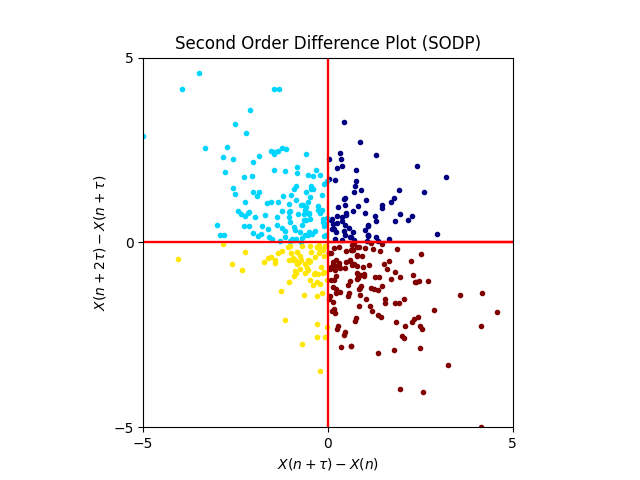 Second Order Difference Plot (SODP)
5
X(n + 2τ) − X(n + τ)
0
−5
−5 0 5
X(n + τ) − X(n)